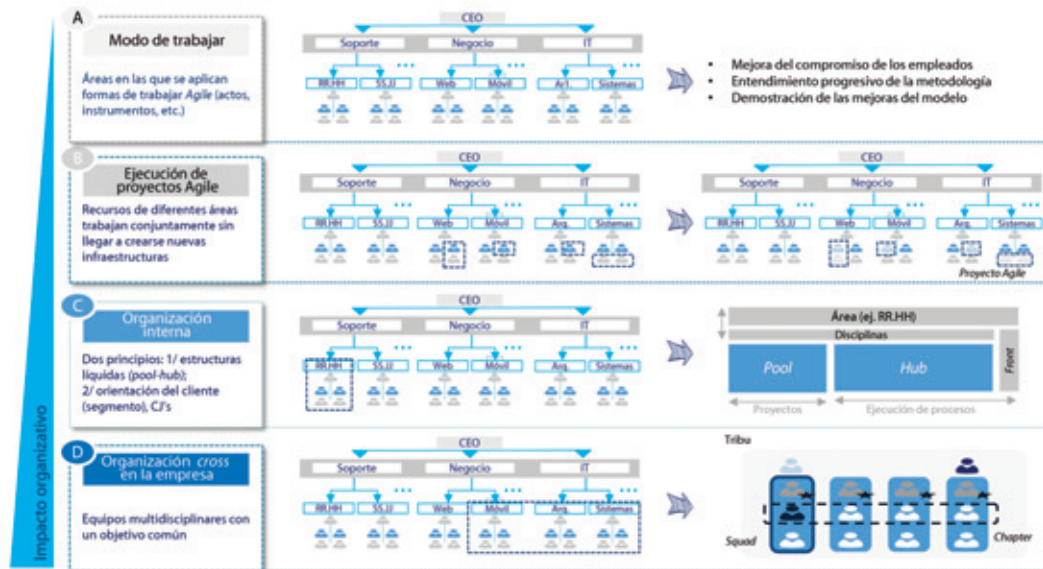 Impacto organizativo
A
Modo de trabajar
Áreas en las que se aplican
formas de trabajar Agile (actos,
instrumentos, etc.)
CEO
Soporte Negocio IT
RR.HH SS.JJ Web Móvil Ar1. Sistemas
• Mejora del compromiso de los empleados
• Entendimiento progresivo de la metodología
• Demostración de las mejoras del modelo
B
Ejecución de
proyectos Agile
Recursos de diferentes áreas
trabajan conjuntamente sin
llegar a crearse nuevas
infraestructuras
CEO
Soporte Negocio IT
RR.HH SS.JJ Web Móvil Arq. Sistemas
CEO
Soporte Negocio IT
RR.HH SS.JJ Web Móvil Arq. Sistemas
Proyecto Agile
C
Organización
interna
Dos principios: 1/ estructuras
líquidas (pool-hub);
2/ orientación del cliente
(segmento), CJ's
CEO
Soporte Negocio IT
RR.HH SS.JJ Web Móvil Arq. Sistemas
Área (ej. RR.HH)
Disciplinas
Pool Hub Front
Proyectos Ejecución de procesos
D
Organización cross
en la empresa
Equipos multidisciplinares con
un objetivo común
CEO
Soporte Negocio IT
RR.HH SS.JJ Web Móvil Arq. Sistemas
Tribu
Squad
Chapter